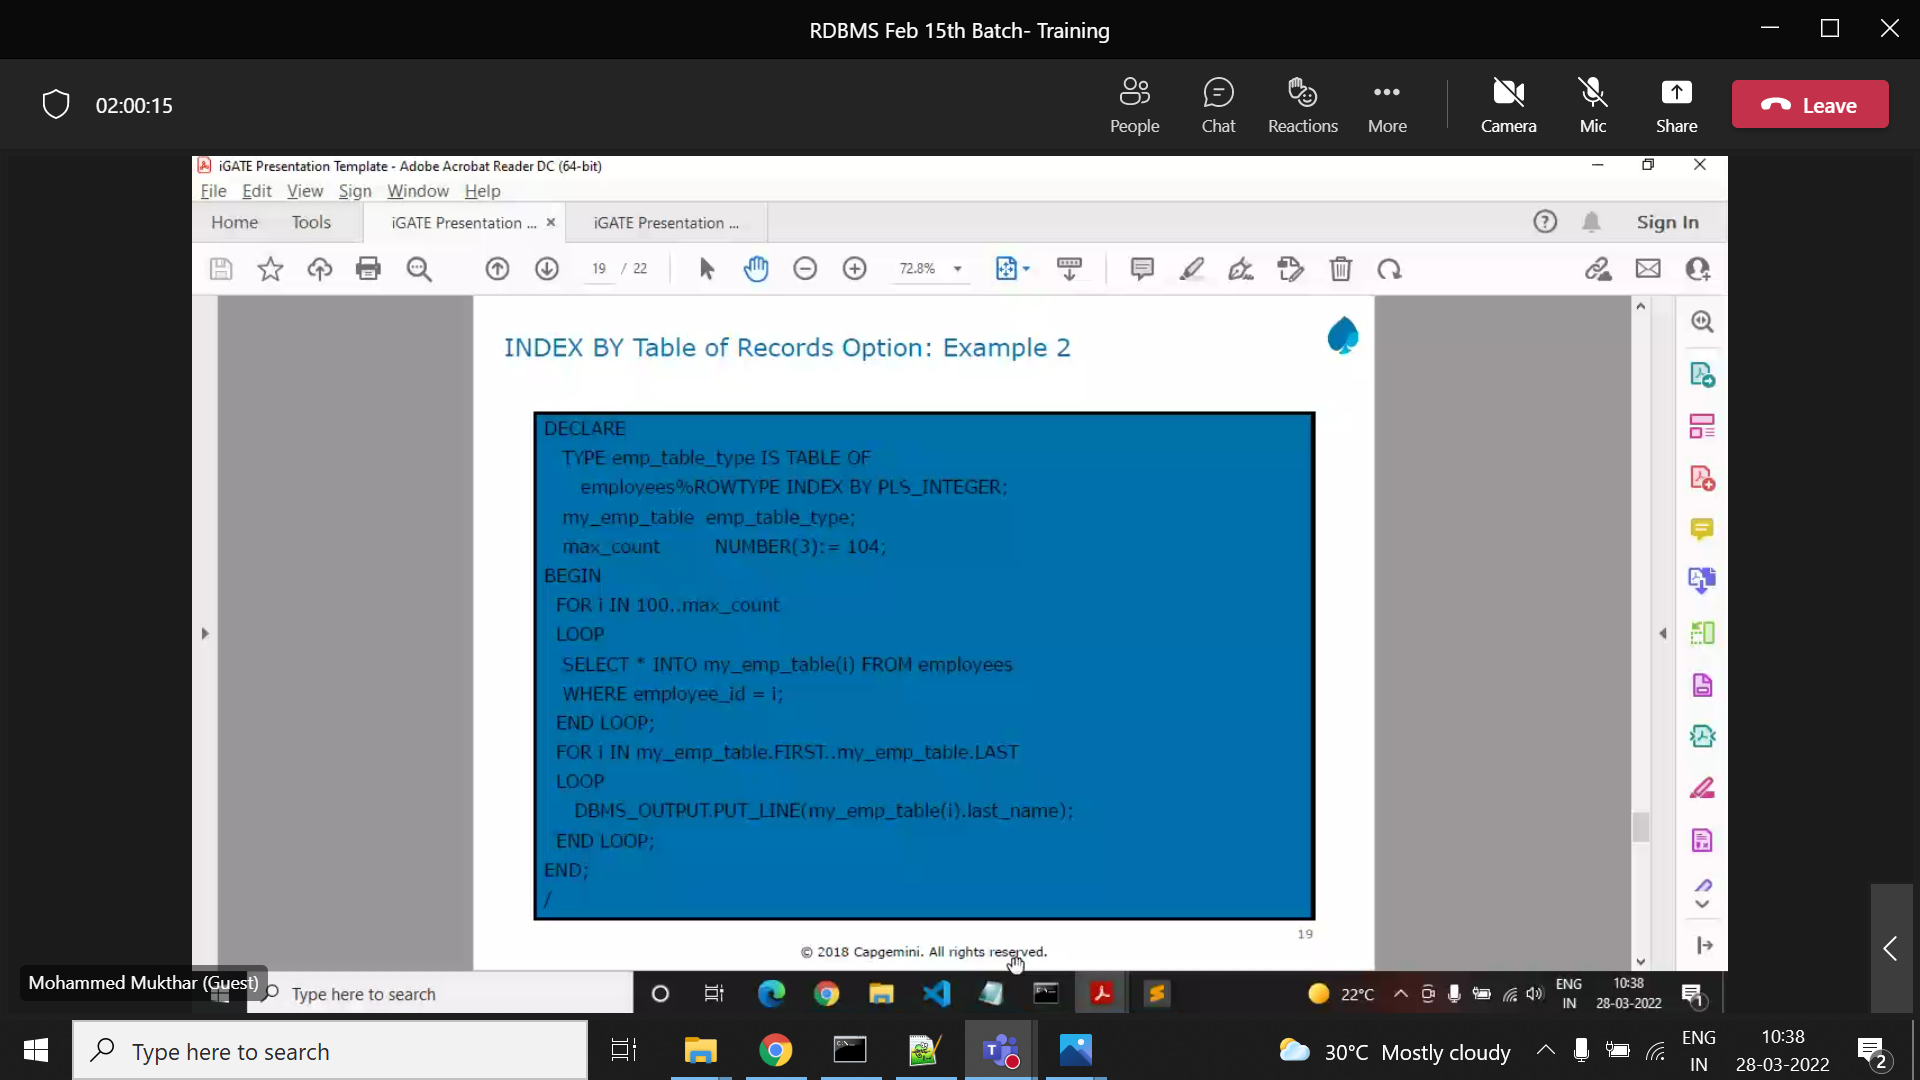 RDBMS Feb 15th Batch- Training
02:00:15
People
Chat
Reactions
More
Camera
Mic
Share
Leave
iGATE Presentation Template - Adobe Acrobat Reader DC (64-bit)
File Edit View Sign Window Help
Home Tools iGATE Presentation ... × iGATE Presentation ... Sign In
19 / 22 72.8%
INDEX BY Table of Records Option: Example 2
DECLARE
TYPE emp_table_type IS TABLE OF
employees%ROWTYPE INDEX BY PLS_INTEGER;
my_emp_table emp_table_type;
max_count NUMBER(3):= 104;
BEGIN
FOR i IN 100..max_count
LOOP
SELECT * INTO my_emp_table(i) FROM employees
WHERE employee_id = i;
END LOOP;
FOR i IN my_emp_table.FIRST..my_emp_table.LAST
LOOP
DBMS_OUTPUT.PUT_LINE(my_emp_table(i).last_name);
END LOOP;
END;
/
19
© 2018 Capgemini. All rights reserved.
Mohammed Mukthar (Guest)
Type here to search
22°C
ENG
IN
10:38
28-03-2022
1
Type here to search
30°C Mostly cloudy
ENG
IN
10:38
28-03-2022
2